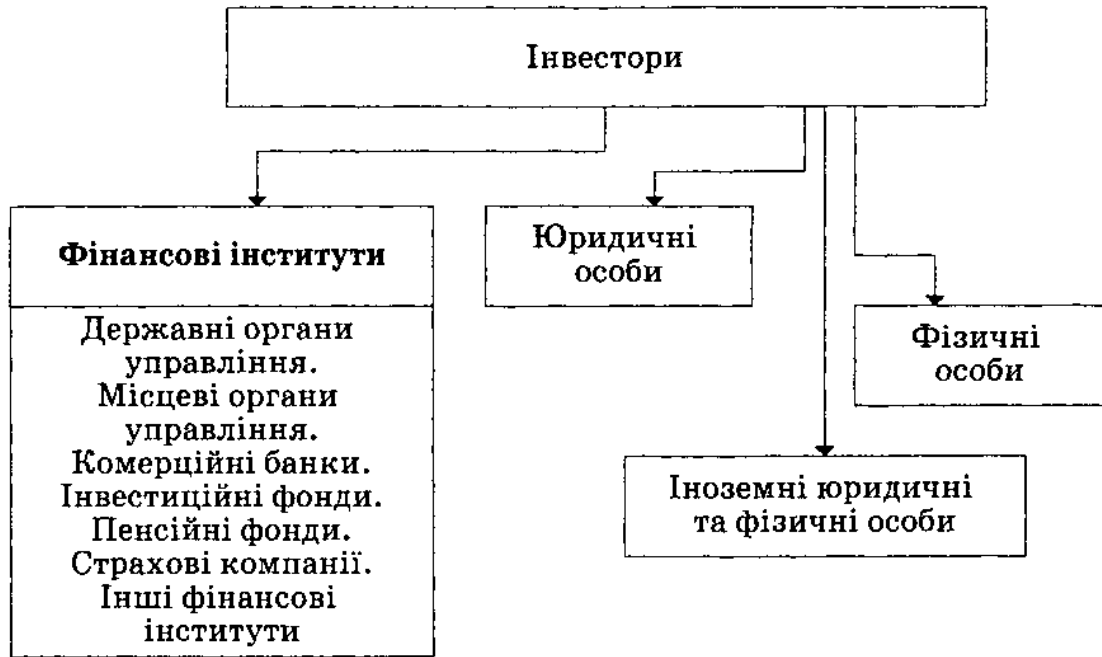 Інвестори
Фінансові інститути
Державні органи
управління.
Місцеві органи
управління.
Комерційні банки.
Інвестиційні фонди.
Пенсійні фонди.
Страхові компанії.
Інші фінансові
інститути
Юридичні
особи
Фізичні
особи
Іноземні юридичні
та фізичні особи